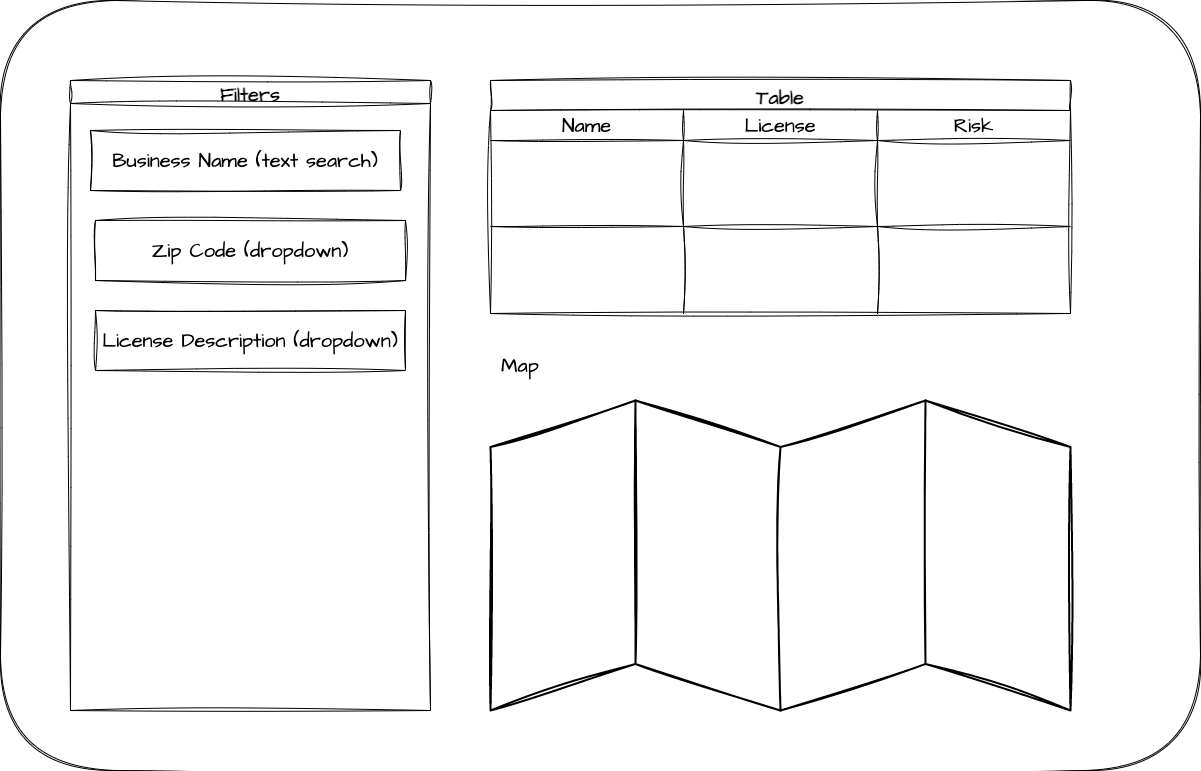 Filters
Business Name (text search)
Zip Code (dropdown)
License Description (dropdown)
Table
Name License Risk
Map